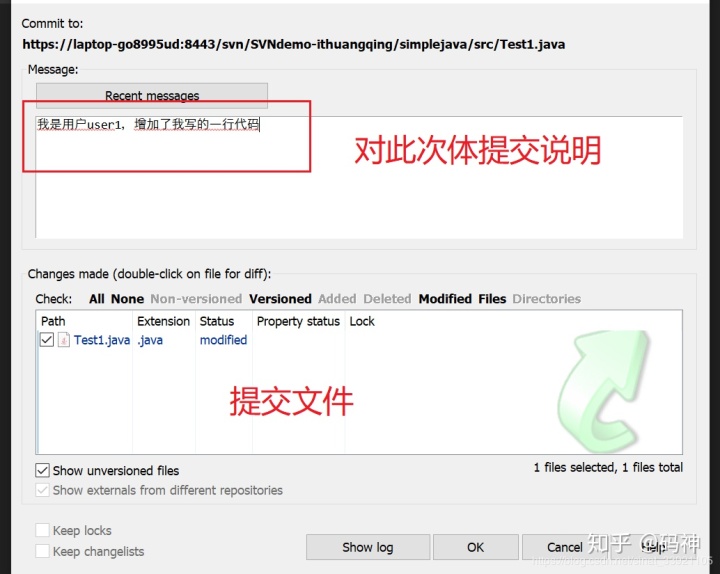 Commit to:
https://laptop-go8995ud:8443/svn/SVNdemo-ithuangqing/simplejava/src/Test1.java
Message:
Recent messages
我是用户user1, 增加了我写的一行代码
对此次体提交说明
Changes made (double-click on file for diff):
Check: All None Non-versioned Versioned Added Deleted Modified Files Directories
Path Extension Status Property status Lock
Test1.java .java modified
提交文件
Show unversioned files
1 files selected, 1 files total
Show externals from different repositories
Keep locks
Keep changelists
Show log OK Cancel Help
知乎 @码神